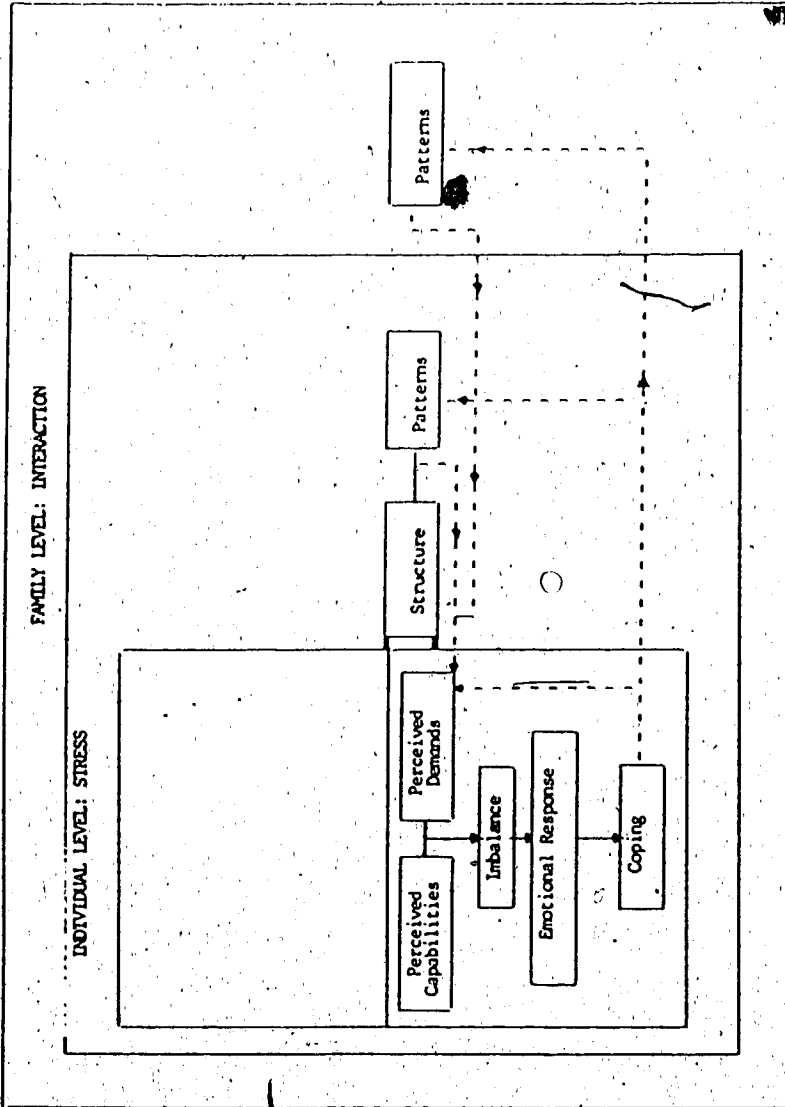 FAMILY LEVEL: INTERACTION
INDIVIDUAL LEVEL: STRESS
Perceived
Capabilities
Perceived
Demands
Structure
Patterns
Patterns
Imbalance
Emotional Response
Coping